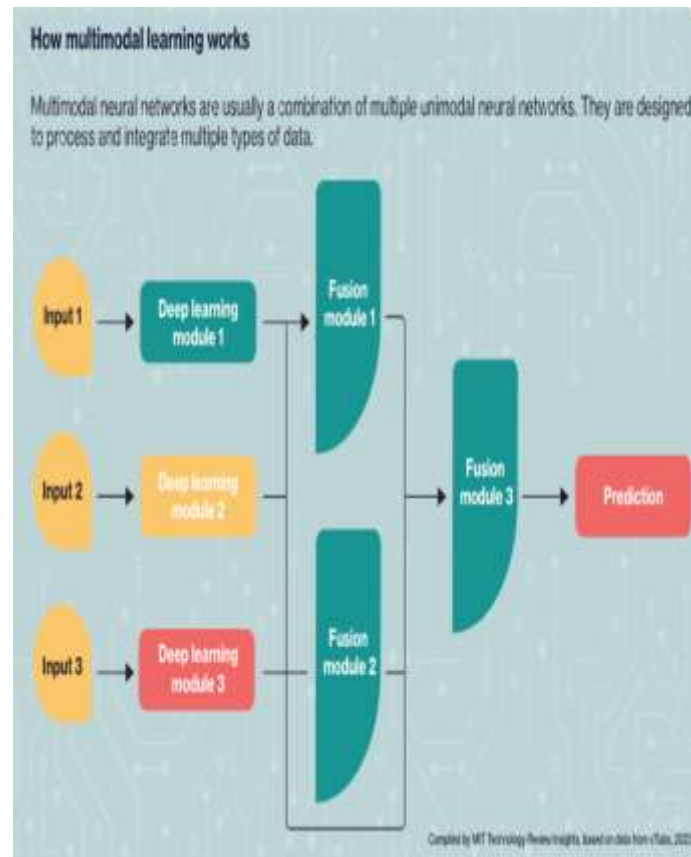 How multimodal learning works
Multimodal neural networks are usually a combination of multiple unimodal neural networks. They are designed
to process and integrate multiple types of data.
Input 1
Deep learning
module 1
Fusion
module 1
Input 2
Deep learning
module 2
Fusion
module 3
Prediction
Input 3
Deep learning
module 3
Fusion
module 2
Compiled by MIT Technology Review Insights, based on data from